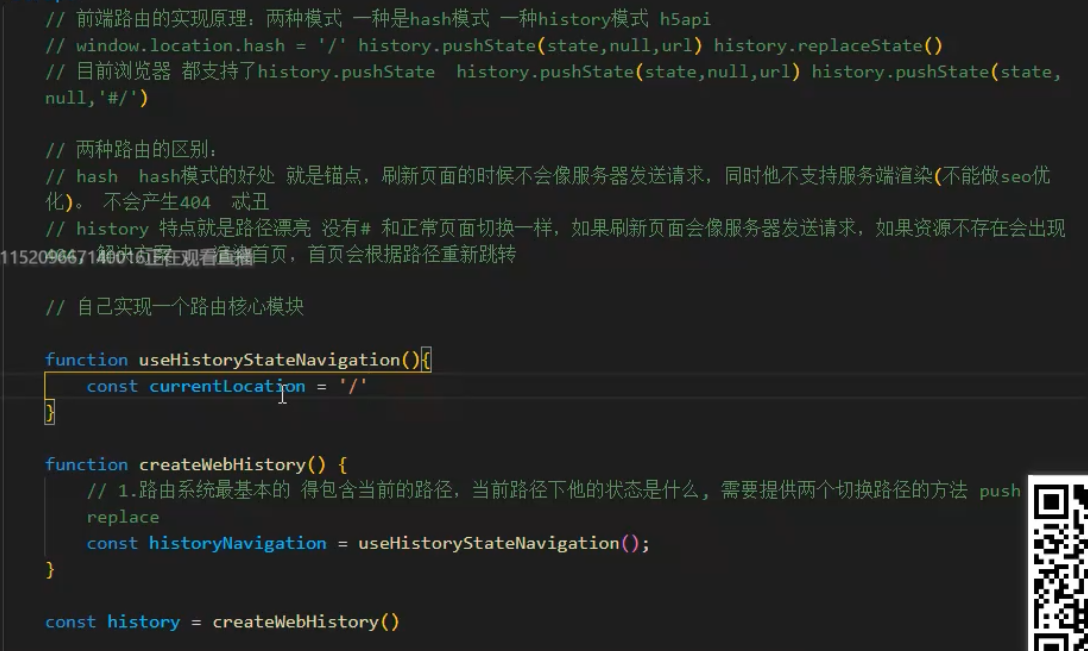 // 前端路由的实现原理：两种模式 一种是hash模式 一种history模式 h5api
// window.location.hash = '/' history.pushState(state,null,url) history.replaceState()
// 目前浏览器 都支持了history.pushState  history.pushState(state,null,url) history.pushState(state,
null,'#/')
// 两种路由的区别：
// hash  hash模式的好处 就是锚点，刷新页面的时候不会像服务器发送请求，同时他不支持服务端渲染(不能做seo优
化)。 不会产生404  忒丑
// history 特点就是路径漂亮 没有# 和正常页面切换一样，如果刷新页面会像服务器发送请求，如果资源不存在会出现
渲染首页，首页会根据路径重新跳转
115209667140016正在观看直播
// 自己实现一个路由核心模块
function useHistoryStateNavigation(){
const currentLocation = '/'
}
function createWebHistory() {
// 1.路由系统最基本的 得包含当前的路径，当前路径下他的状态是什么, 需要提供两个切换路径的方法 push
replace
const historyNavigation = useHistoryStateNavigation();
}
const history = createWebHistory()